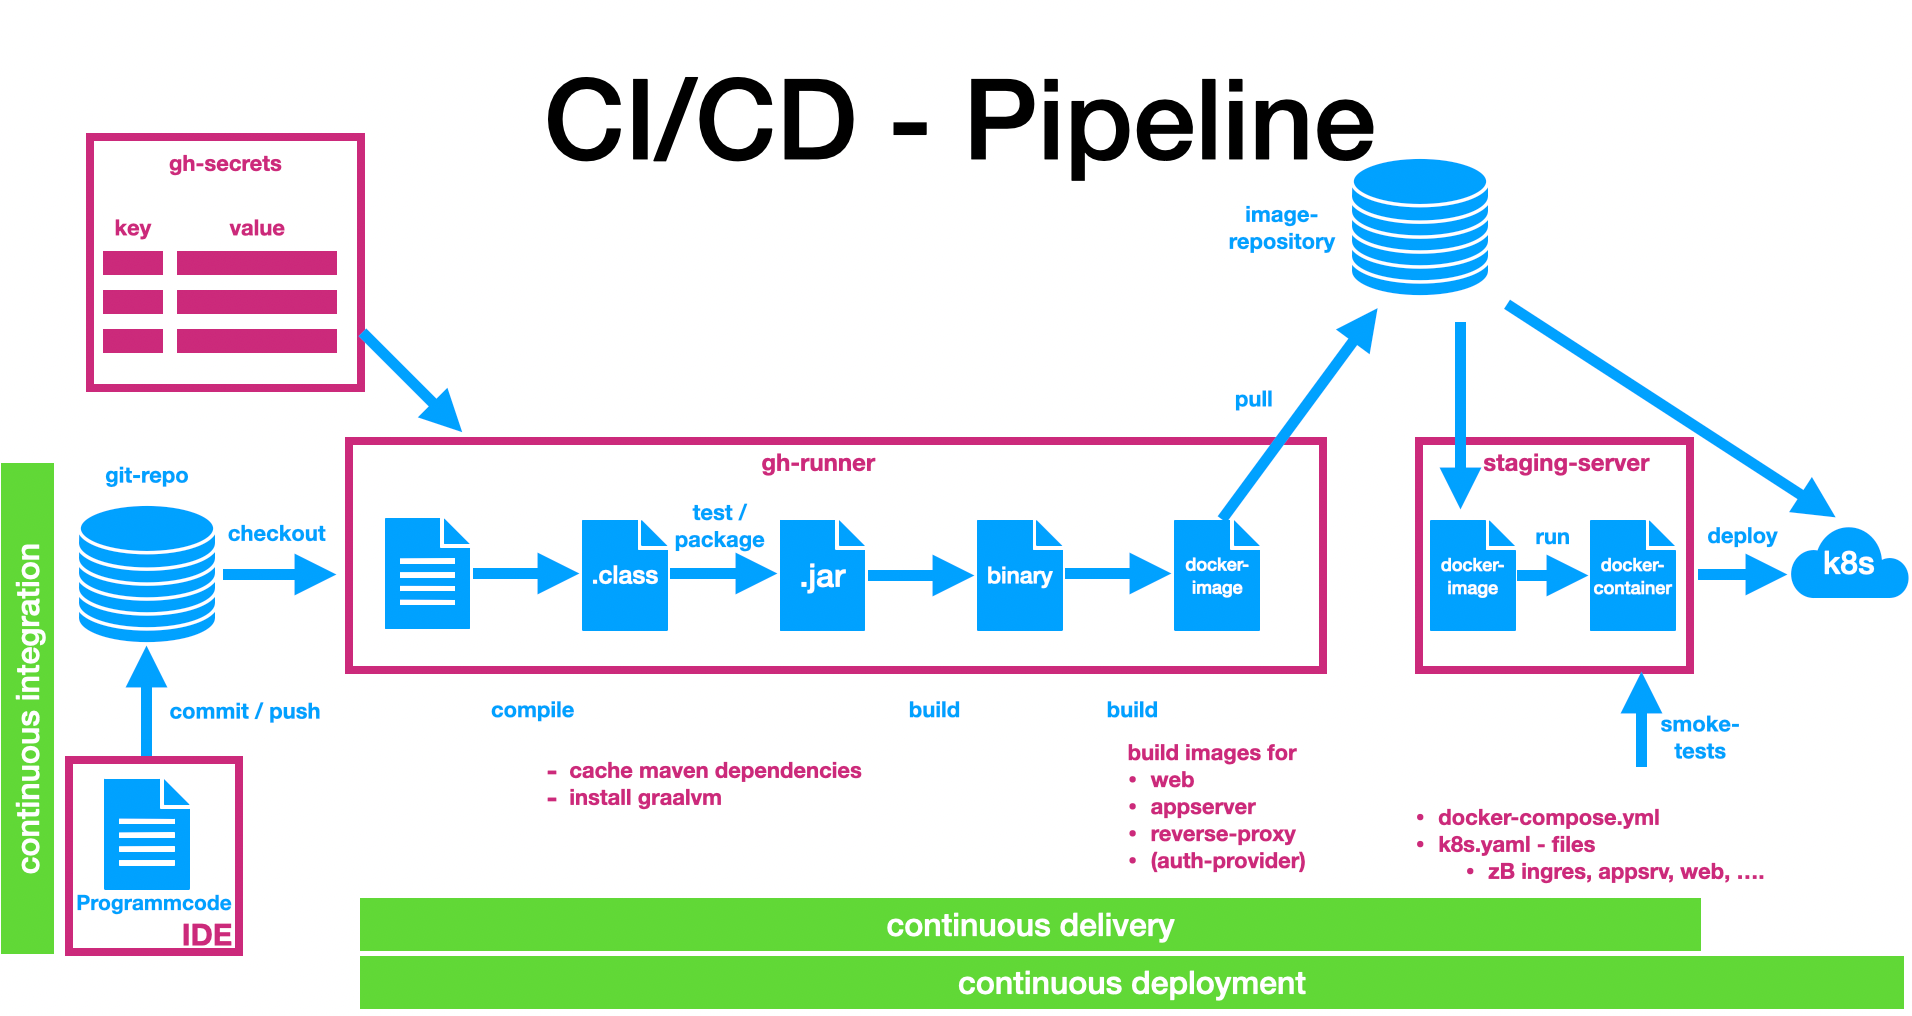 CI/CD - Pipeline
gh-secrets
key
value
image-
repository
pull
git-repo
checkout
gh-runner
.class
test /
package
.jar
binary
docker-
image
staging-server
docker-
image
run
docker-
container
deploy
k8s
continuous integration
commit / push
compile
build
build
smoke-
tests
- cache maven dependencies
- install graalvm
build images for
• web
• appserver
• reverse-proxy
• (auth-provider)
• docker-compose.yml
• k8s.yaml - files
• zB ingres, appsrv, web, ....
Programmcode
IDE
continuous delivery
continuous deployment